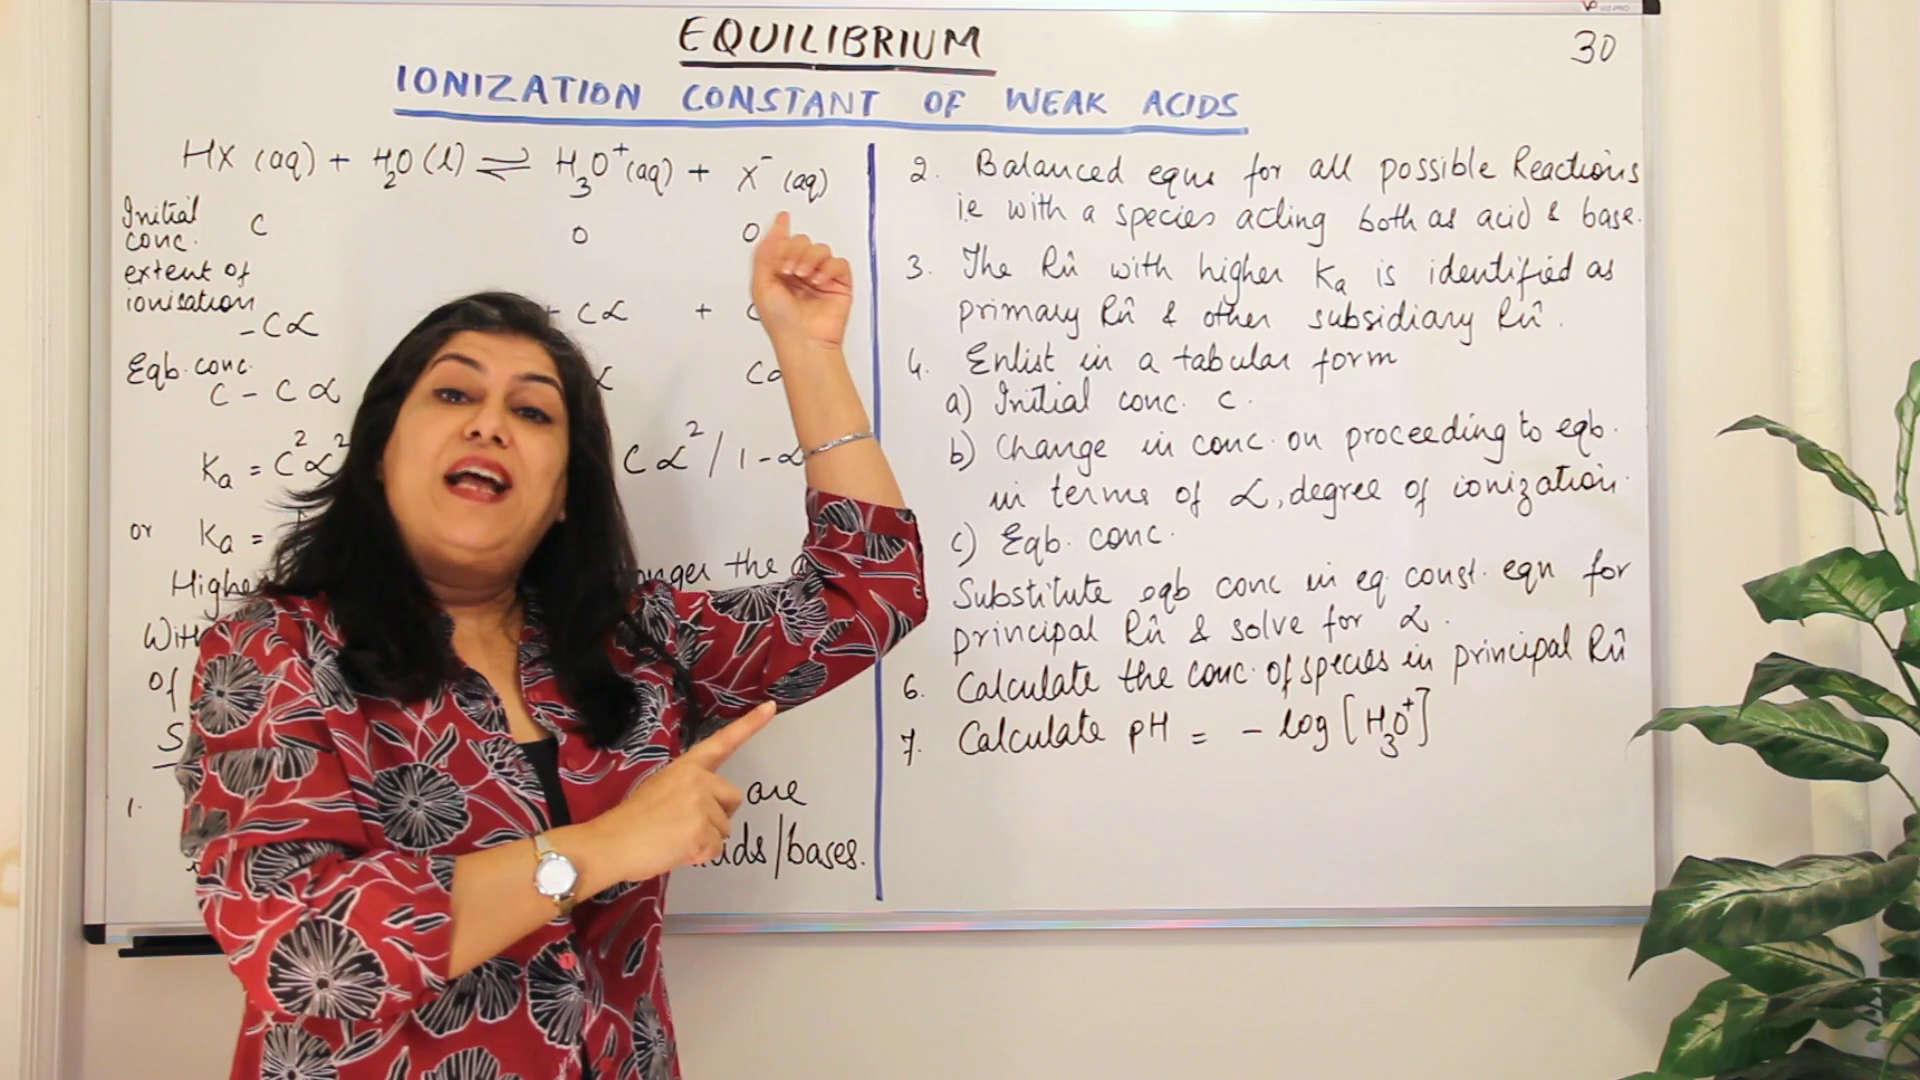 EQUILIBRIUM
30
IONIZATION CONSTANT OF WEAK ACIDS
HX (aq) + H₂O (l) ⇌ H₃O⁺ (aq) + X⁻ (aq)
Initial
conc. C 0 0
extent of
ionisation
-Cα + Cα +
Eqb. conc.
C - Cα Cα
Ka = C²α² Cα²/1-α
or Ka =
the
Of
1. are
bases.
2. Balanced eqns for all possible Reactions
i.e with a species acting both as acid & base.
3. The Rn̂ with higher Ka is identified as
primary Rn̂ & other subsidiary Rn̂.
4. Enlist in a tabular form
a) Initial conc. C.
b) Change in conc. on proceeding to eqb.
in terms of α, degree of ionization.
c) Eqb. conc.
Substitute eqb conc in eq. const. eqn for
principal Rn̂ & solve for α.
6. Calculate the conc. of species in principal Rn̂
7. Calculate pH = - log [H₃O⁺]